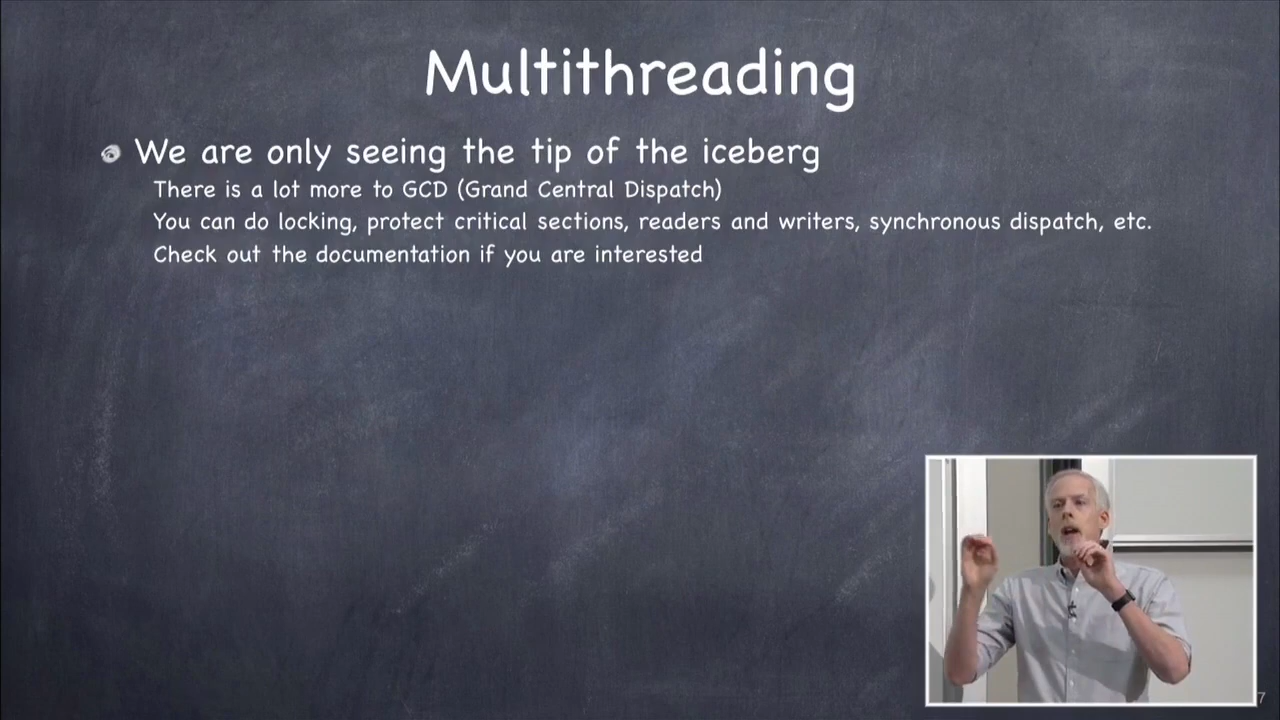 Multithreading
We are only seeing the tip of the iceberg
There is a lot more to GCD (Grand Central Dispatch)
You can do locking, protect critical sections, readers and writers, synchronous dispatch, etc.
Check out the documentation if you are interested
7